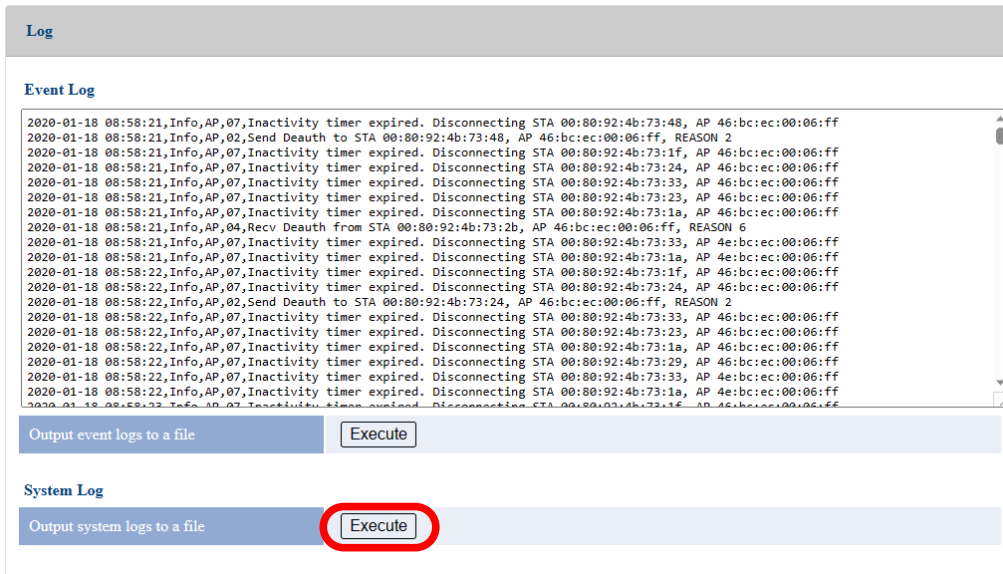 Log
Event Log
2020-01-18 08:58:21,Info,AP,07,Inactivity timer expired. Disconnecting STA 00:80:92:4b:73:48, AP 46:bc:ec:00:06:ff
2020-01-18 08:58:21,Info,AP,02,Send Deauth to STA 00:80:92:4b:73:48, AP 46:bc:ec:00:06:ff, REASON 2
2020-01-18 08:58:21,Info,AP,07,Inactivity timer expired. Disconnecting STA 00:80:92:4b:73:1f, AP 46:bc:ec:00:06:ff
2020-01-18 08:58:21,Info,AP,07,Inactivity timer expired. Disconnecting STA 00:80:92:4b:73:24, AP 46:bc:ec:00:06:ff
2020-01-18 08:58:21,Info,AP,07,Inactivity timer expired. Disconnecting STA 00:80:92:4b:73:33, AP 46:bc:ec:00:06:ff
2020-01-18 08:58:21,Info,AP,07,Inactivity timer expired. Disconnecting STA 00:80:92:4b:73:23, AP 46:bc:ec:00:06:ff
2020-01-18 08:58:21,Info,AP,07,Inactivity timer expired. Disconnecting STA 00:80:92:4b:73:1a, AP 46:bc:ec:00:06:ff
2020-01-18 08:58:21,Info,AP,04,Recv Deauth from STA 00:80:92:4b:73:2b, AP 46:bc:ec:00:06:ff, REASON 6
2020-01-18 08:58:21,Info,AP,07,Inactivity timer expired. Disconnecting STA 00:80:92:4b:73:33, AP 4e:bc:ec:00:06:ff
2020-01-18 08:58:21,Info,AP,07,Inactivity timer expired. Disconnecting STA 00:80:92:4b:73:1a, AP 4e:bc:ec:00:06:ff
2020-01-18 08:58:22,Info,AP,07,Inactivity timer expired. Disconnecting STA 00:80:92:4b:73:1f, AP 46:bc:ec:00:06:ff
2020-01-18 08:58:22,Info,AP,07,Inactivity timer expired. Disconnecting STA 00:80:92:4b:73:24, AP 46:bc:ec:00:06:ff
2020-01-18 08:58:22,Info,AP,02,Send Deauth to STA 00:80:92:4b:73:24, AP 46:bc:ec:00:06:ff, REASON 2
2020-01-18 08:58:22,Info,AP,07,Inactivity timer expired. Disconnecting STA 00:80:92:4b:73:33, AP 46:bc:ec:00:06:ff
2020-01-18 08:58:22,Info,AP,07,Inactivity timer expired. Disconnecting STA 00:80:92:4b:73:23, AP 46:bc:ec:00:06:ff
2020-01-18 08:58:22,Info,AP,07,Inactivity timer expired. Disconnecting STA 00:80:92:4b:73:1a, AP 46:bc:ec:00:06:ff
2020-01-18 08:58:22,Info,AP,07,Inactivity timer expired. Disconnecting STA 00:80:92:4b:73:29, AP 46:bc:ec:00:06:ff
2020-01-18 08:58:22,Info,AP,07,Inactivity timer expired. Disconnecting STA 00:80:92:4b:73:33, AP 4e:bc:ec:00:06:ff
2020-01-18 08:58:22,Info,AP,07,Inactivity timer expired. Disconnecting STA 00:80:92:4b:73:1a, AP 4e:bc:ec:00:06:ff
Output event logs to a file Execute
System Log
Output system logs to a file Execute